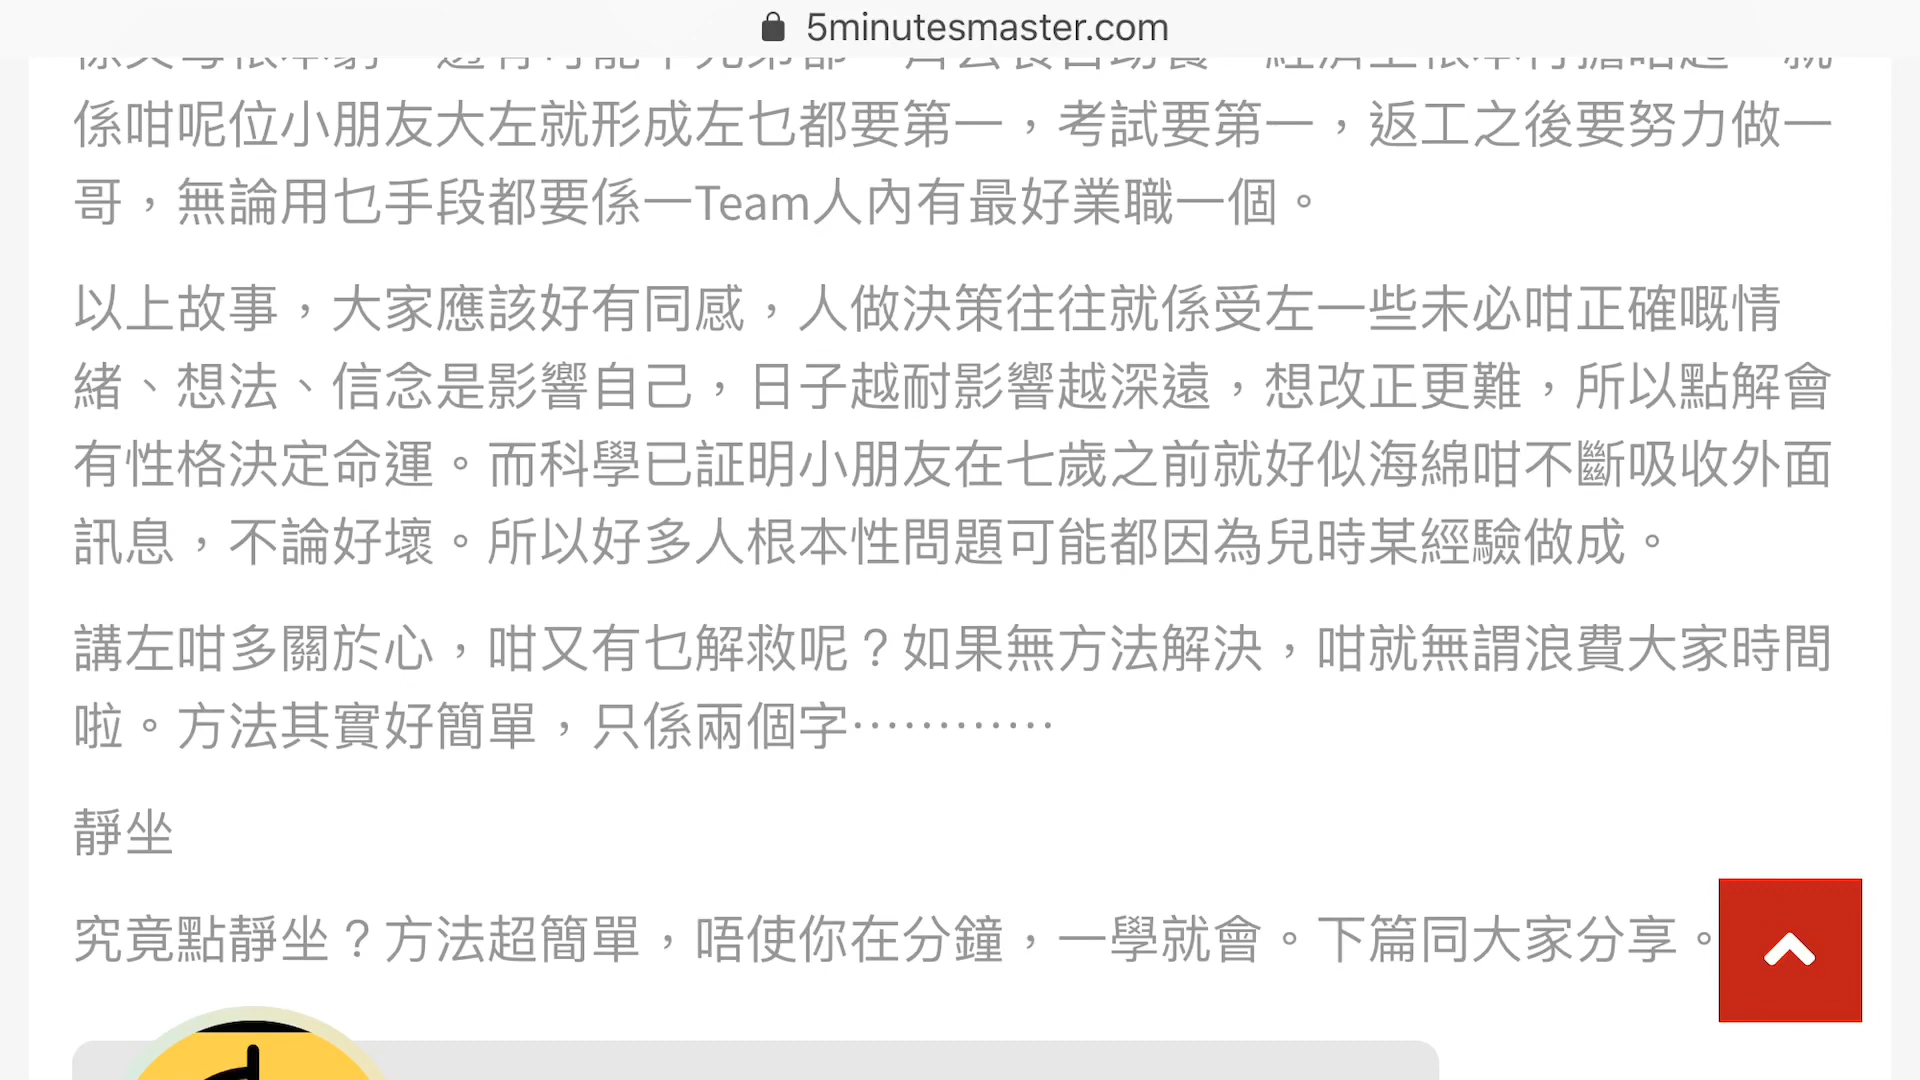 5minutesmaster.com
係咁呢位小朋友大左就形成左乜都要第一，考試要第一，返工之後要努力做一
哥，無論用乜手段都要係一Team人內有最好業職一個。
以上故事，大家應該好有同感，人做決策往往就係受左一些未必咁正確嘅情
緒、想法、信念是影響自己，日子越耐影響越深遠，想改正更難，所以點解會
有性格決定命運。而科學已証明小朋友在七歲之前就好似海綿咁不斷吸收外面
訊息，不論好壞。所以好多人根本性問題可能都因為兒時某經驗做成。
講左咁多關於心，咁又有乜解救呢？如果無方法解決，咁就無謂浪費大家時間
啦。方法其實好簡單，只係兩個字…………
靜坐
究竟點靜坐？方法超簡單，唔使你在分鐘，一學就會。下篇同大家分享。